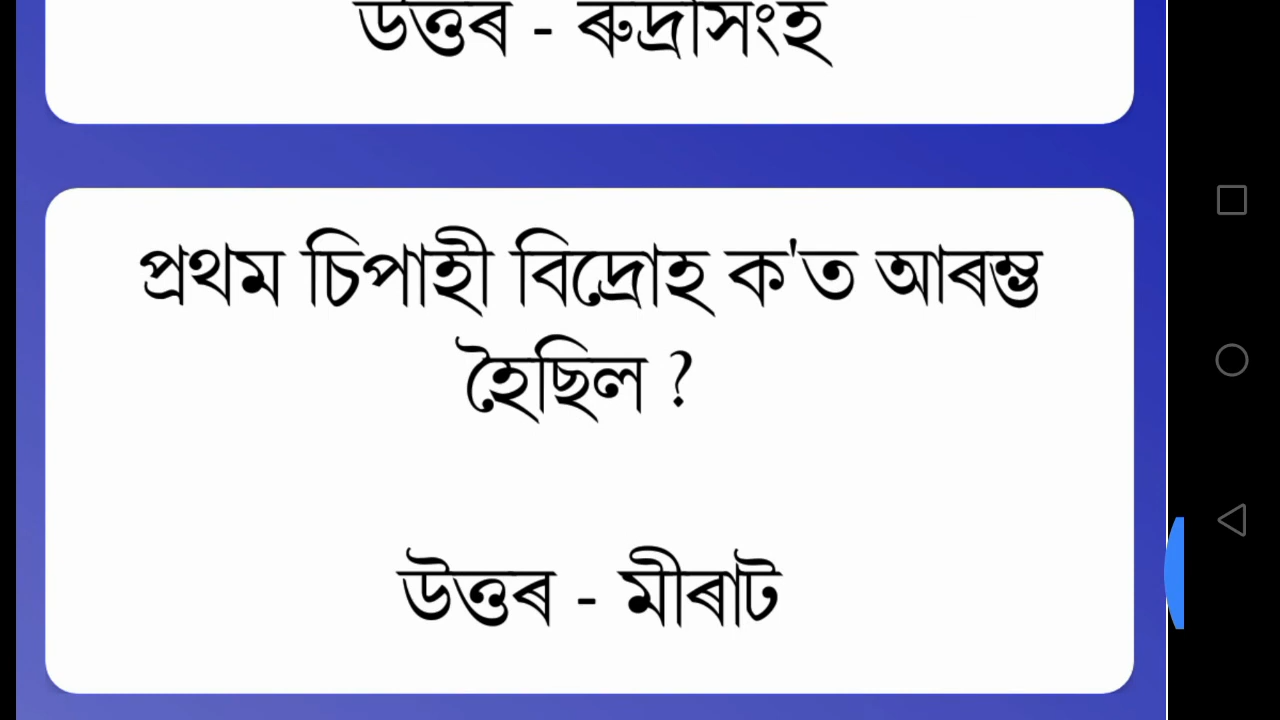 উত্তৰ - ৰুদ্ৰসিংহ
প্ৰথম চিপাহী বিদ্ৰোহ ক'ত আৰম্ভ
হৈছিল ?
উত্তৰ - মীৰাট